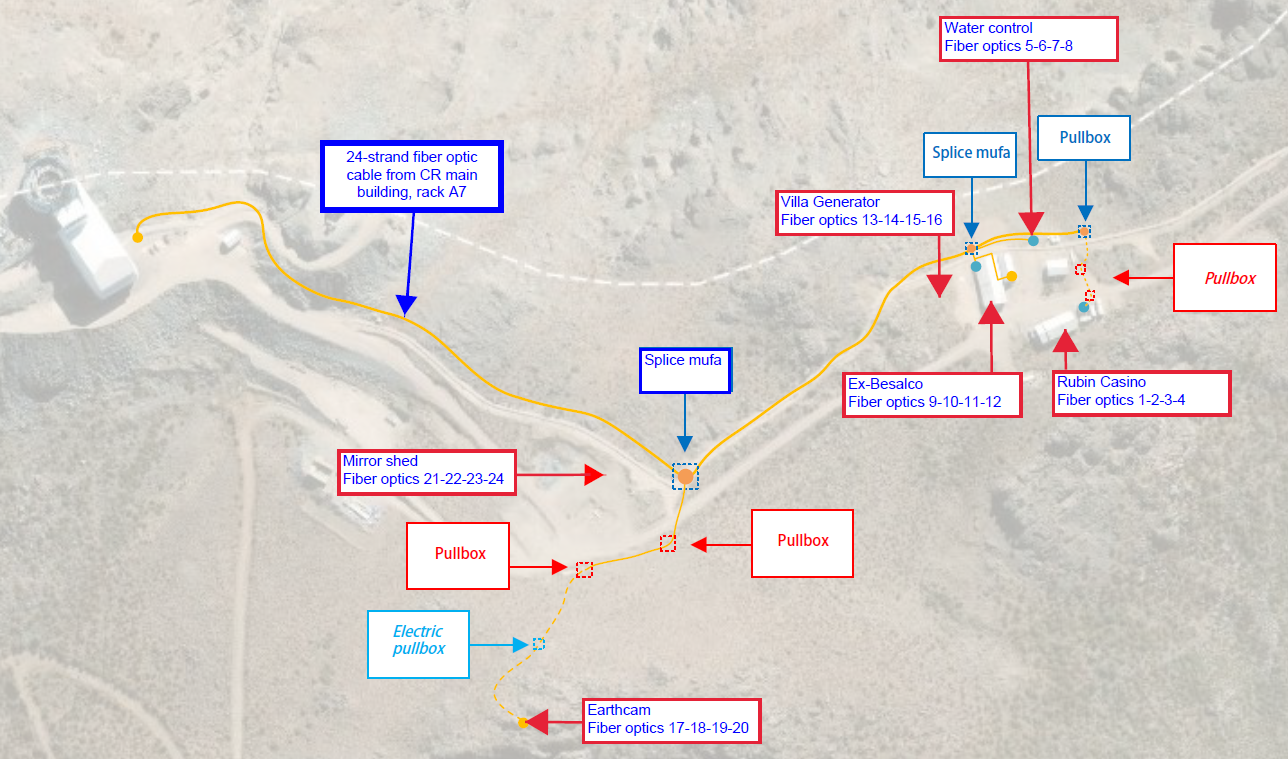 Water control
Fiber optics 5-6-7-8
Pullbox
Splice mufa
24-strand fiber optic
cable from CR main
building, rack A7
Villa Generator
Fiber optics 13-14-15-16
Pullbox
Splice mufa
Ex-Besalco
Fiber optics 9-10-11-12
Rubin Casino
Fiber optics 1-2-3-4
Mirror shed
Fiber optics 21-22-23-24
Pullbox
Pullbox
Electric
pullbox
Earthcam
Fiber optics 17-18-19-20